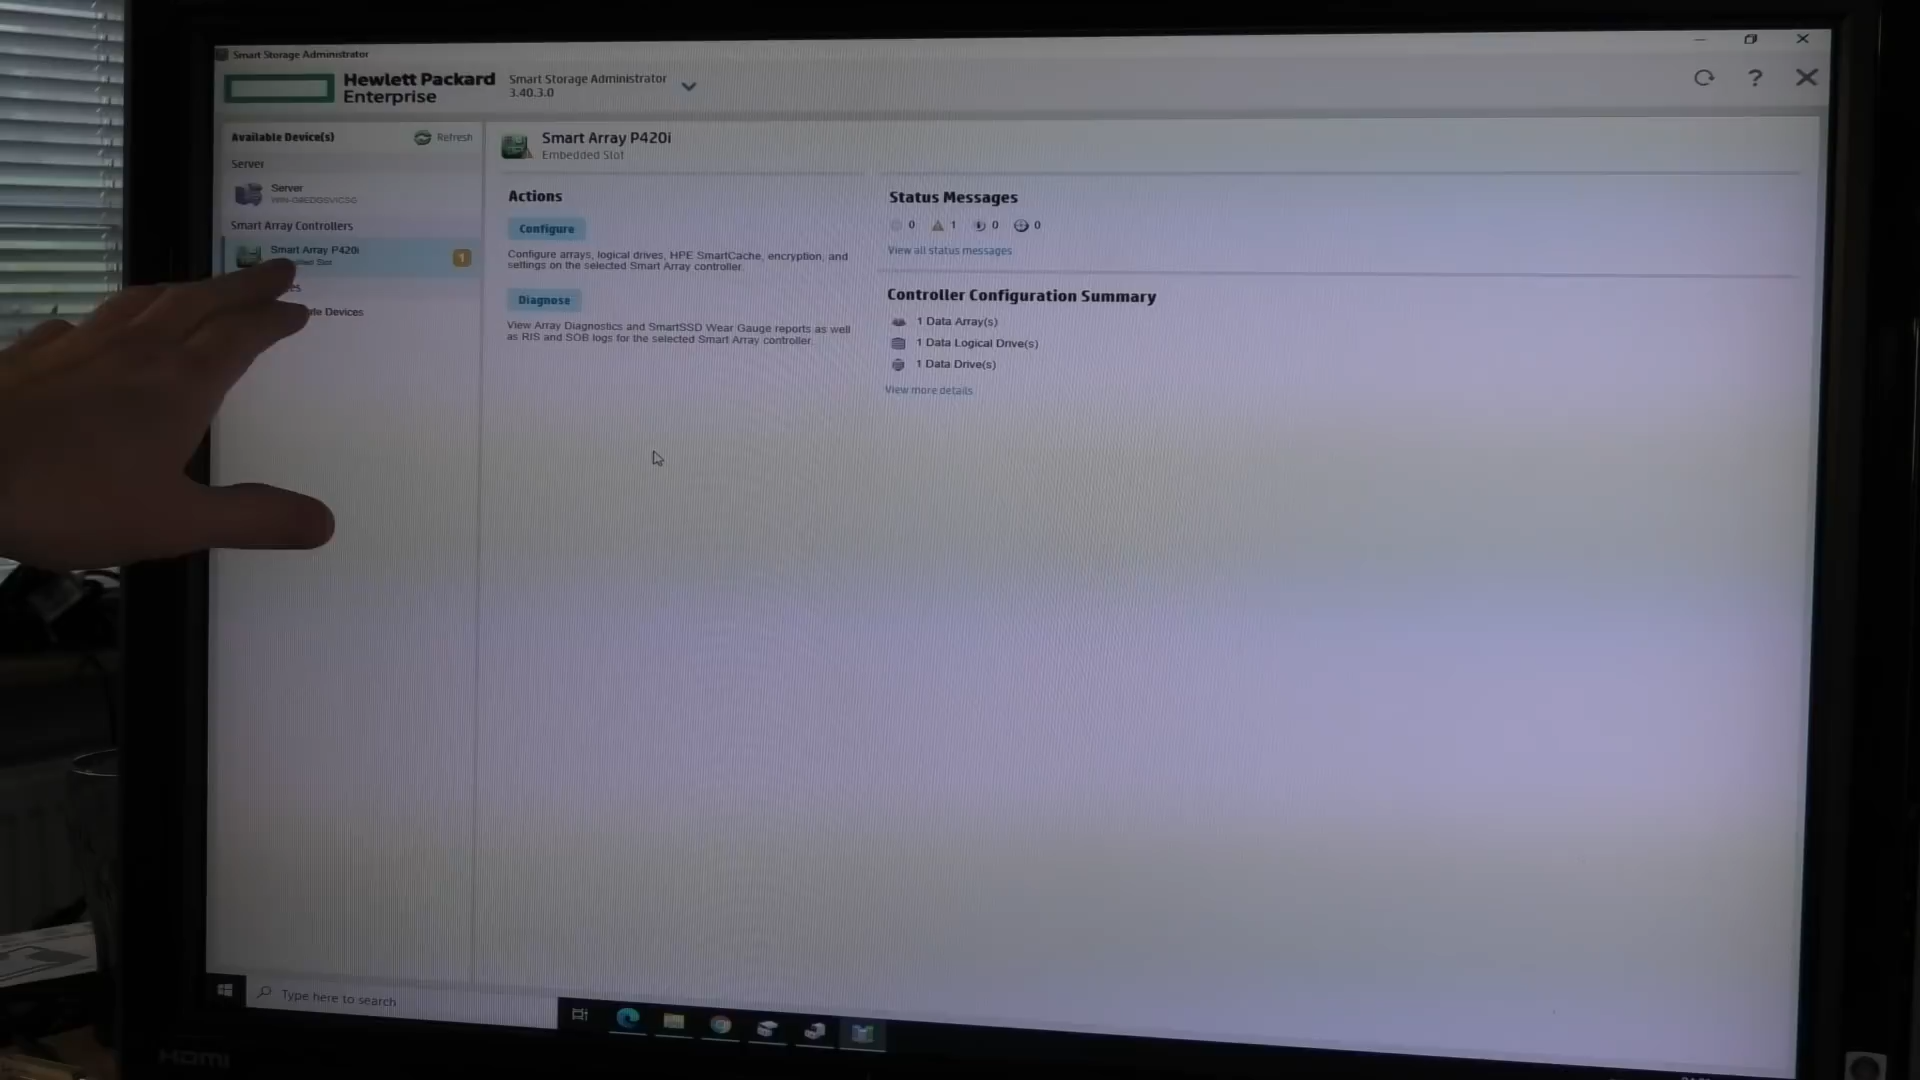 Smart Storage Administrator
Hewlett Packard
Enterprise
Smart Storage Administrator
3.40.3.0
?
Available Device(s)
Refresh
Server
Server
Smart Array Controllers
Smart Array P420i
Slot
1
Devices
Smart Array P420i
Embedded Slot
Actions
Configure
Configure arrays, logical drives, HPE SmartCache, encryption, and
settings on the selected Smart Array controller.
Diagnose
View Array Diagnostics and SmartSSD Wear Gauge reports as well
as RIS and SOB logs for the selected Smart Array controller.
Status Messages
0 1 0 0
View all status messages
Controller Configuration Summary
1 Data Array(s)
1 Data Logical Drive(s)
1 Data Drive(s)
View more details
Type here to search
HDMI